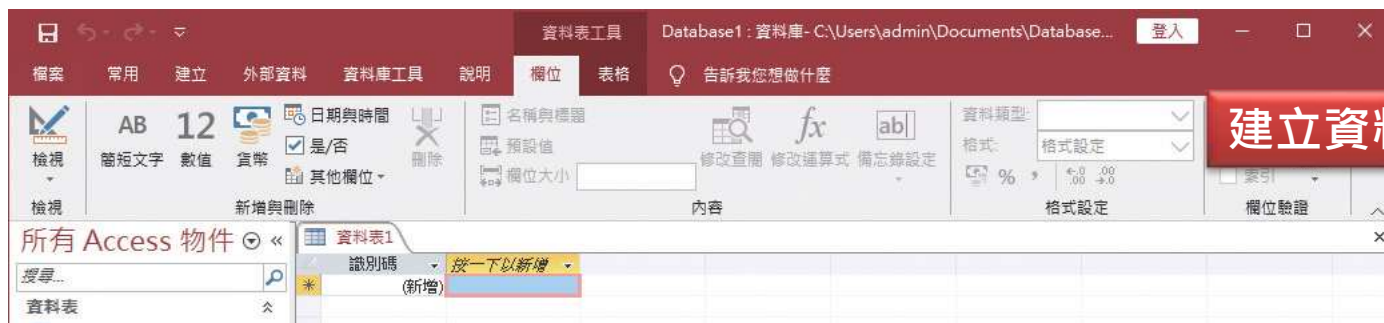 資料表工具 Database1 : 資料庫- C:\Users\admin\Documents\Database... 登入
檔案 常用 建立 外部資料 資料庫工具 說明 欄位 表格 告訴我您想做什麼
檢視
AB 簡短文字
12 數值
貨幣
日期與時間
是/否
其他欄位
刪除
名稱與標題
預設值
欄位大小
修改查閱
fx 修改運算式
ab 備忘錄設定
資料類型:
格式: 格式設定
% , .00 .00
建立資料
索引
檢視 新增與刪除 內容 格式設定 欄位驗證
所有 Access 物件
搜尋...
資料表
資料表1
識別碼 按一下以新增
(新增)